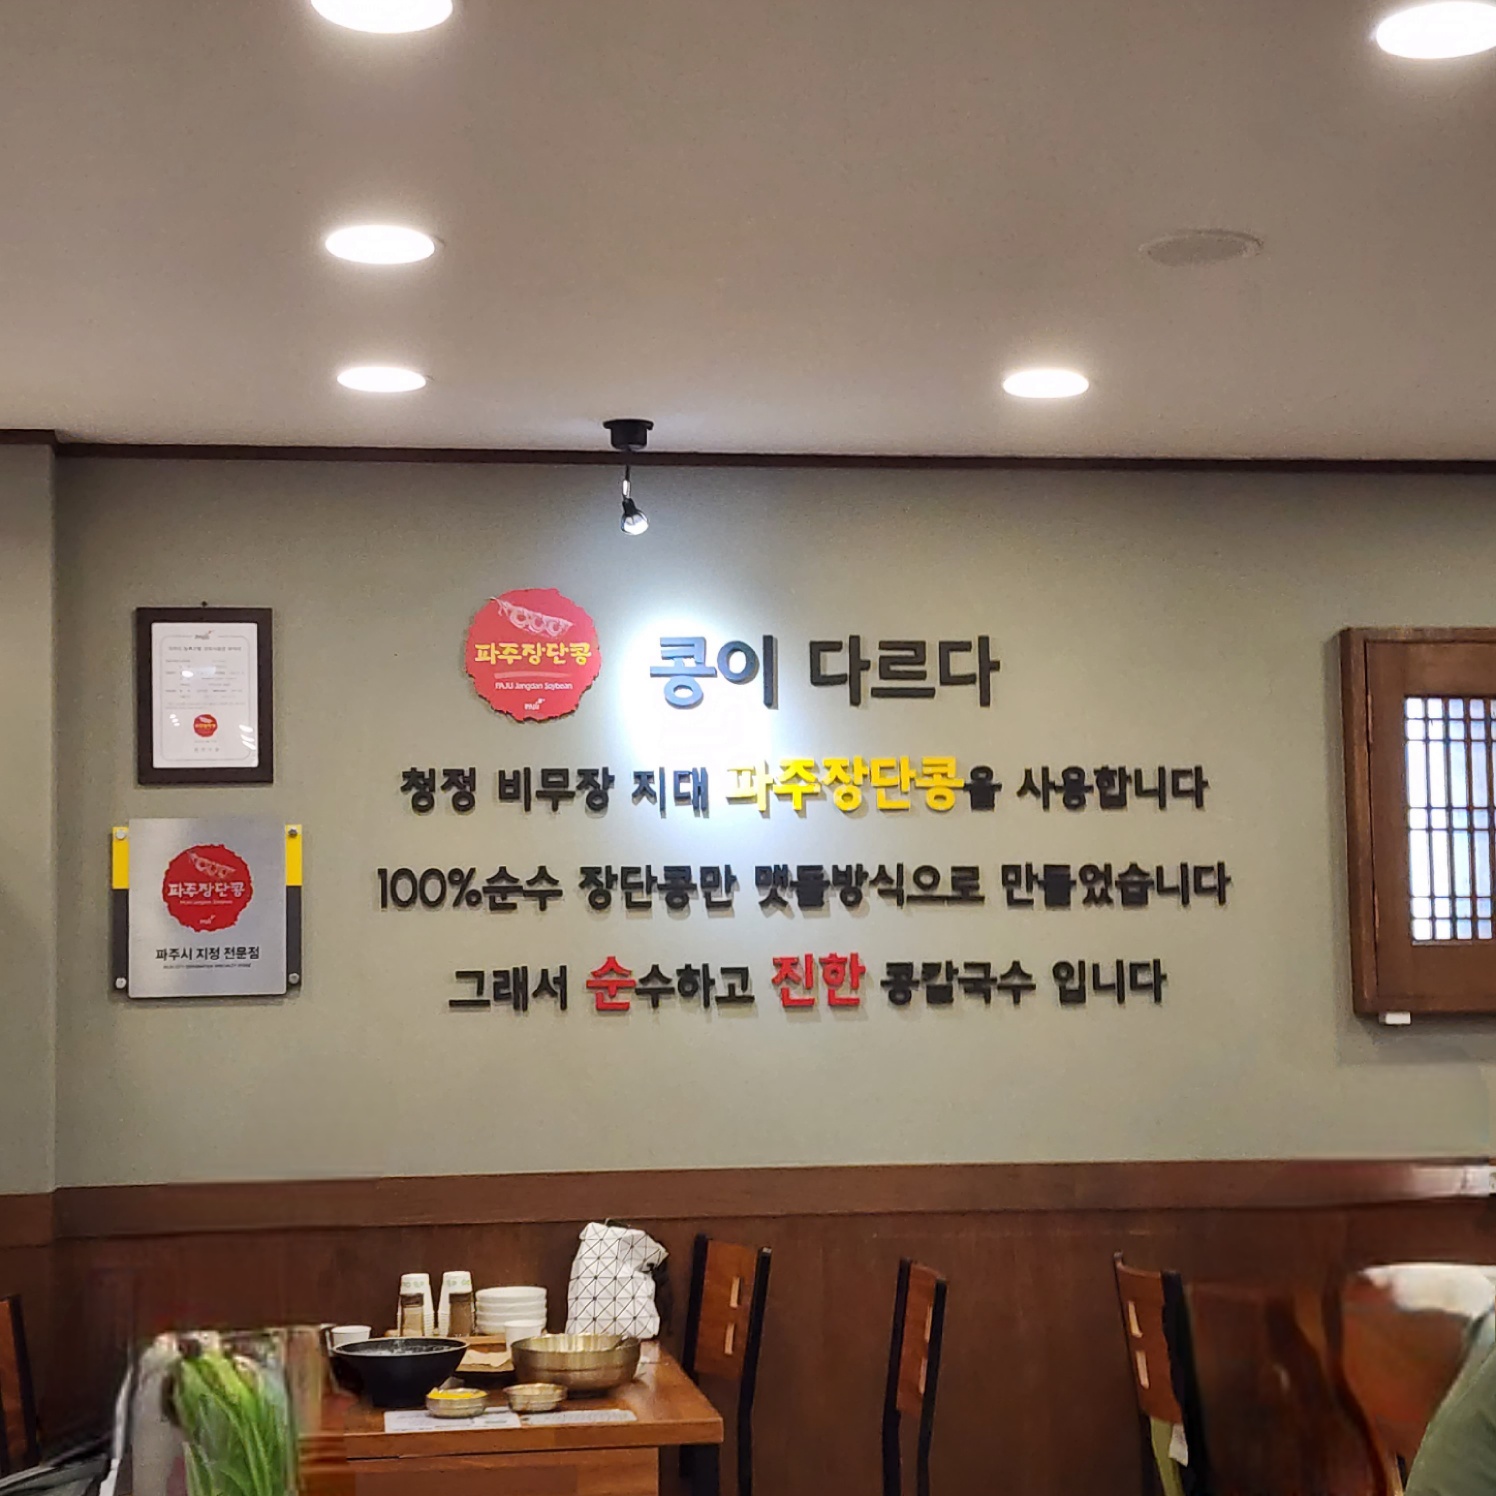 파주장단콩
PAJU Jangdan Soybean
PAJU
콩이 다르다
청정 비무장 지대 파주장단콩을 사용합니다
100%순수 장단콩만 맷돌방식으로 만들었습니다
그래서 순수하고 진한 콩칼국수 입니다
파주장단콩
파주시 지정 전문점